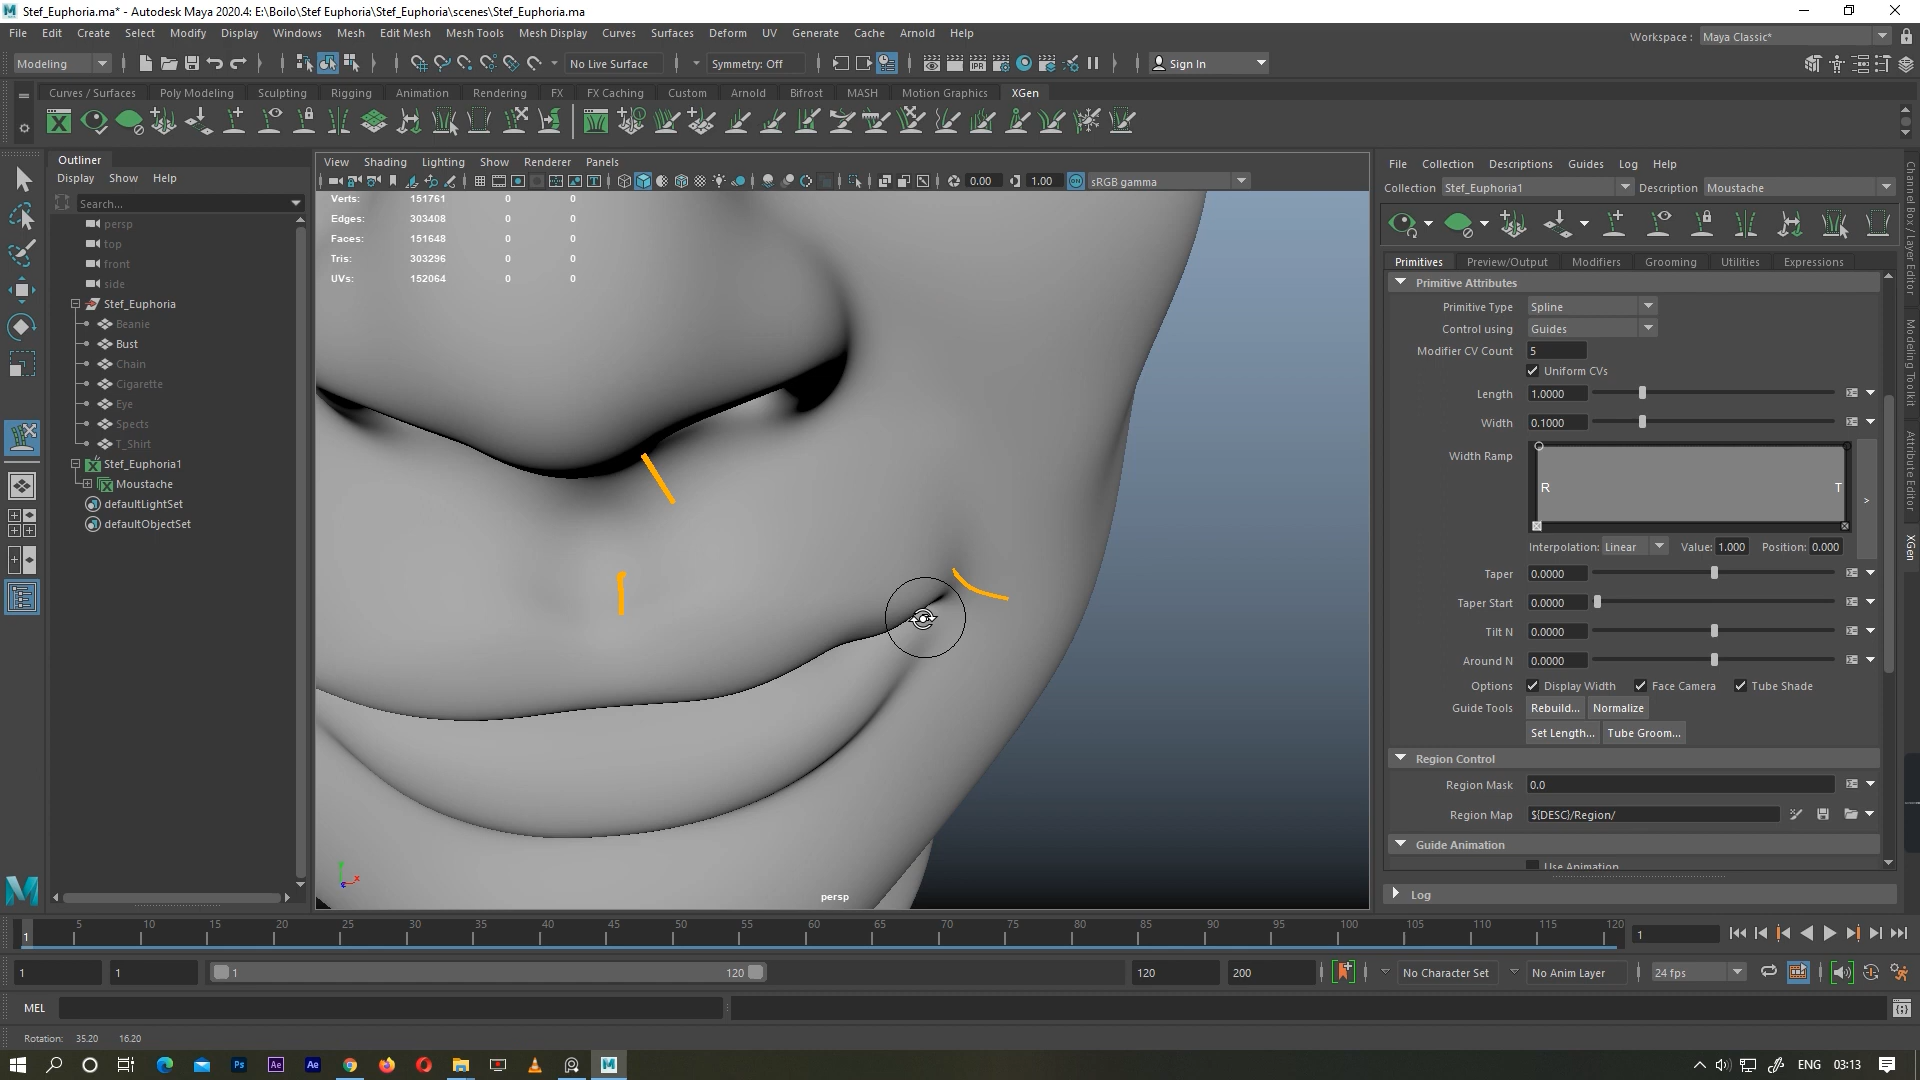 Stef_Euphoria.ma* - Autodesk Maya 2020.4: E:\Boilo\Stef Euphoria\Stef_Euphoria\scenes\Stef_Euphoria.ma
File Edit Create Select Modify Display Windows Mesh Edit Mesh Mesh Tools Mesh Display Curves Surfaces Deform UV Generate Cache Arnold Help
Workspace : Maya Classic*
Modeling No Live Surface Symmetry: Off Sign In
Curves / Surfaces Poly Modeling Sculpting Rigging Animation Rendering FX FX Caching Custom Arnold Bifrost MASH Motion Graphics XGen
Outliner
Display Show Help
Search...
persp
top
front
side
Stef_Euphoria
Beanie
Bust
Chain
Cigarette
Eye
Spects
T_Shirt
Stef_Euphoria1
Moustache
defaultLightSet
defaultObjectSet
View Shading Lighting Show Renderer Panels
0.00 1.00 sRGB gamma
Verts: 151761 0 0
Edges: 303408 0 0
Faces: 151648 0 0
Tris: 303296 0 0
UVs: 152064 0 0
persp
File Collection Descriptions Guides Log Help
Collection Stef_Euphoria1 Description Moustache
Primitives Preview/Output Modifiers Grooming Utilities Expressions
Primitive Attributes
Primitive Type Spline
Control using Guides
Modifier CV Count 5
Uniform CVs
Length 1.0000
Width 0.1000
Width Ramp
R T
>
Interpolation: Linear Value: 1.000 Position: 0.000
Taper 0.0000
Taper Start 0.0000
Tilt N 0.0000
Around N 0.0000
Options Display Width Face Camera Tube Shade
Guide Tools Rebuild... Normalize
Set Length... Tube Groom...
Region Control
Region Mask 0.0
Region Map ${DESC}/Region/
Guide Animation
Use Animation
Log
Channel Box / Layer Editor
Modeling Toolkit
Attribute Editor
XGen
1 5 10 15 20 25 30 35 40 45 50 55 60 65 70 75 80 85 90 95 100 105 110 115 120
1
1 1 1 120 120 200 No Character Set No Anim Layer 24 fps
MEL
Rotation: 35.20 16.20
ENG 03:13